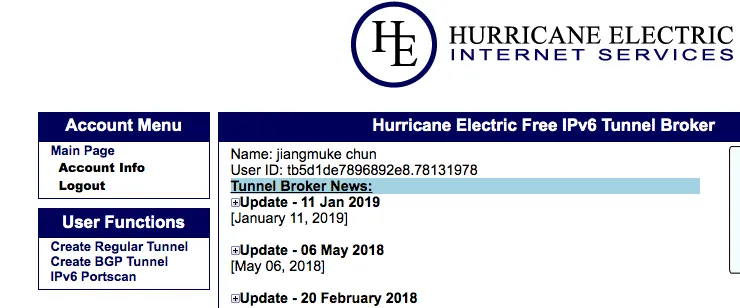 HE
HURRICANE ELECTRIC
INTERNET SERVICES
Account Menu
Main Page
Account Info
Logout
User Functions
Create Regular Tunnel
Create BGP Tunnel
IPv6 Portscan
Hurricane Electric Free IPv6 Tunnel Broker
Name: jiangmuke chun
User ID: tb5d1de7896892e8.78131978
Tunnel Broker News:
Update - 11 Jan 2019
[January 11, 2019]
Update - 06 May 2018
[May 06, 2018]
Update - 20 February 2018